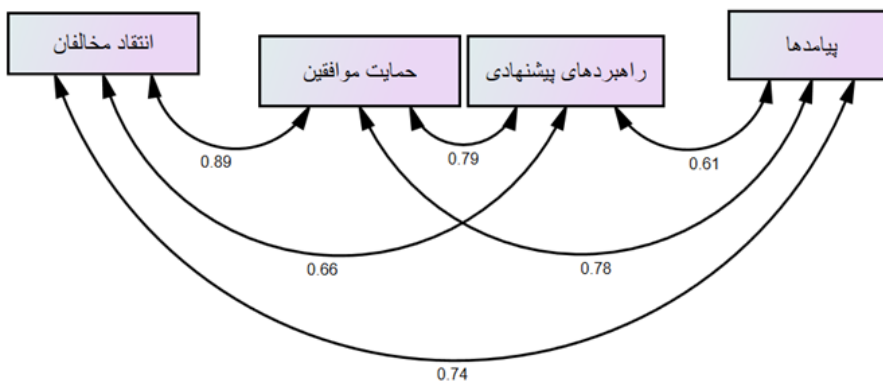 انتقاد مخالفان
حمایت موافقین
راهبردهای پیشنهادی
پیامدها
0.89
0.79
0.61
0.66
0.78
0.74